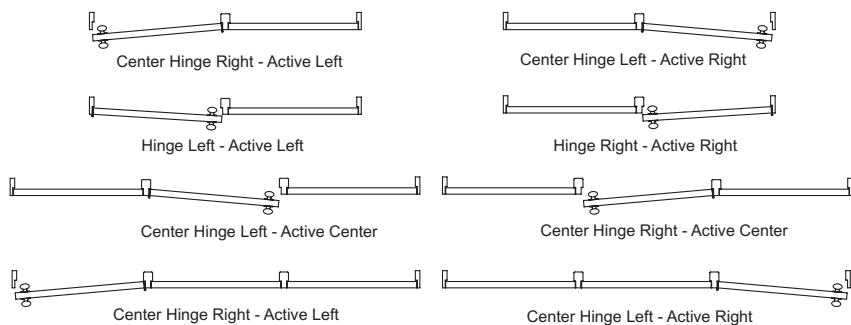 Center Hinge Right - Active Left
Center Hinge Left - Active Right
Hinge Left - Active Left
Hinge Right - Active Right
Center Hinge Left - Active Center
Center Hinge Right - Active Center
Center Hinge Right - Active Left
Center Hinge Left - Active Right